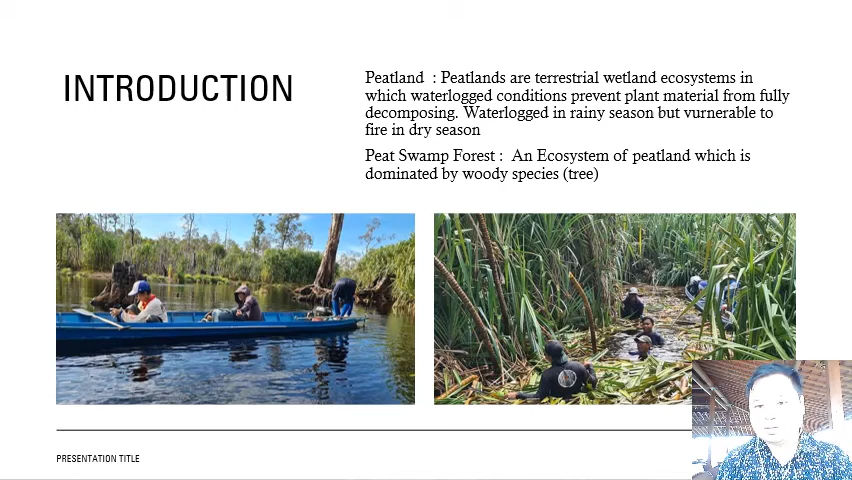 INTRODUCTION
Peatland : Peatlands are terrestrial wetland ecosystems in
which waterlogged conditions prevent plant material from fully
decomposing. Waterlogged in rainy season but vurnerable to
fire in dry season
Peat Swamp Forest : An Ecosystem of peatland which is
dominated by woody species (tree)
PRESENTATION TITLE